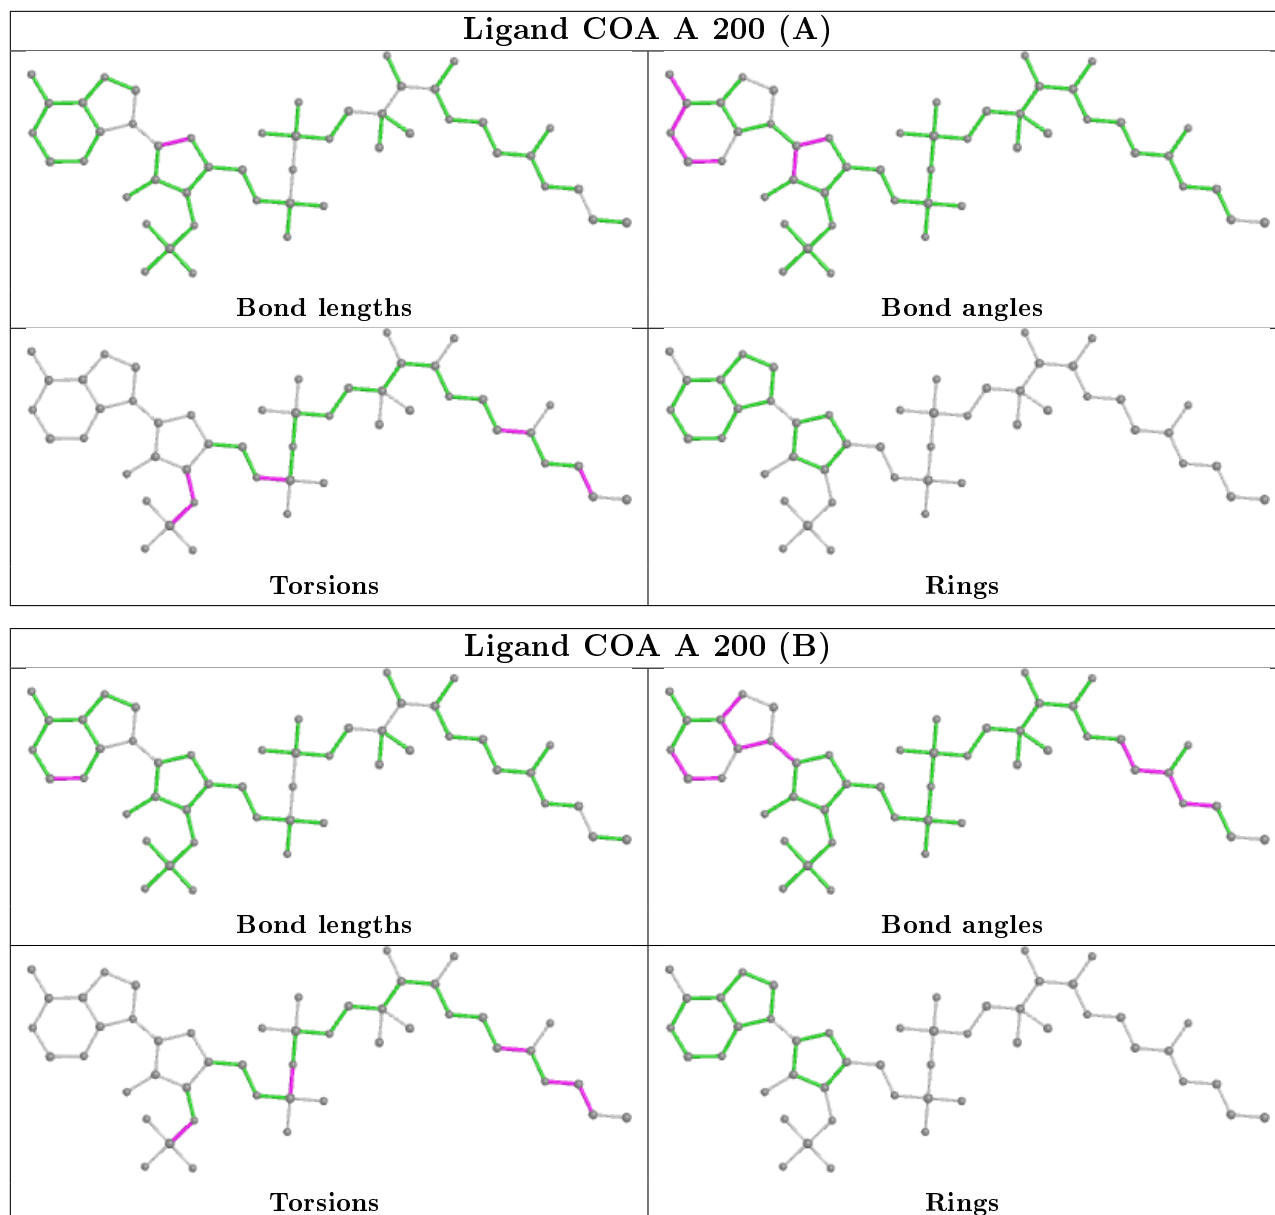 Ligand COA A 200 (A)
Bond lengths
Bond angles
Torsions
Rings
Ligand COA A 200 (B)
Bond lengths
Bond angles
Torsions
Rings